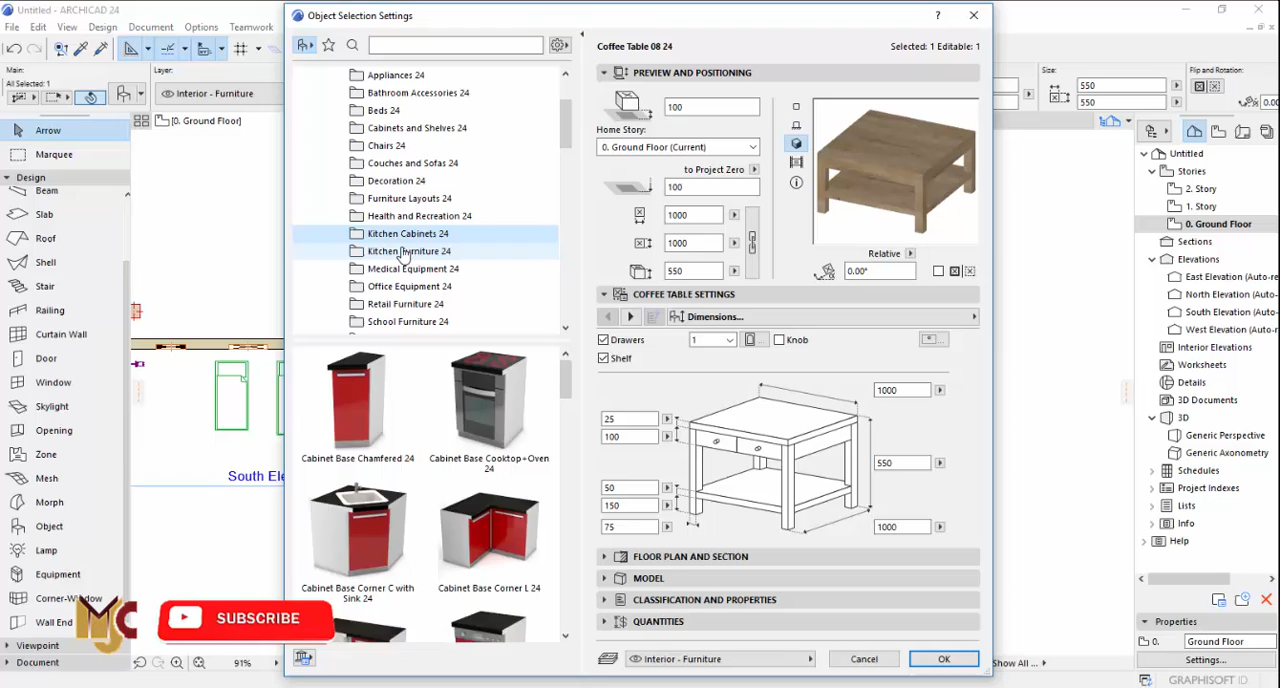 Untitled - ARCHICAD 24
File Edit View Design Document Options Teamwork
Main:
All Selected: 1
Layer:
Interior - Furniture
[0. Ground Floor]
Arrow
Marquee
Design
Beam
Slab
Roof
Shell
Stair
Railing
Curtain Wall
Door
Window
Skylight
Opening
Zone
Mesh
Morph
Object
Lamp
Equipment
Corner-Window
Wall End
Viewpoint
Document
South Ele
MSC
SUBSCRIBE
91%
Object Selection Settings
?
Appliances 24
Bathroom Accessories 24
Beds 24
Cabinets and Shelves 24
Chairs 24
Couches and Sofas 24
Decoration 24
Furniture Layouts 24
Health and Recreation 24
Kitchen Cabinets 24
Kitchen Furniture 24
Medical Equipment 24
Office Equipment 24
Retail Furniture 24
School Furniture 24
Cabinet Base Chamfered 24
Cabinet Base Cooktop+Oven
24
Cabinet Base Corner C with
Sink 24
Cabinet Base Corner L 24
Coffee Table 08 24
Selected: 1 Editable: 1
PREVIEW AND POSITIONING
100
Home Story:
0. Ground Floor (Current)
to Project Zero
100
1000
1000
550
Relative
0.00°
COFFEE TABLE SETTINGS
Dimensions...
Drawers
1
Knob
Shelf
1000
25
100
550
50
150
75
1000
FLOOR PLAN AND SECTION
MODEL
CLASSIFICATION AND PROPERTIES
QUANTITIES
Interior - Furniture
Cancel
OK
Size:
550
550
Flip and Rotation:
0.00
Untitled
Stories
2. Story
1. Story
0. Ground Floor
Sections
Elevations
East Elevation (Auto-re
North Elevation (Auto-
South Elevation (Auto-
West Elevation (Auto-r
Interior Elevations
Worksheets
Details
3D Documents
3D
Generic Perspective
Generic Axonometry
Schedules
Project Indexes
Lists
Info
Help
Properties
0.
Ground Floor
Settings...
Show All ...
GRAPHISOFT ID